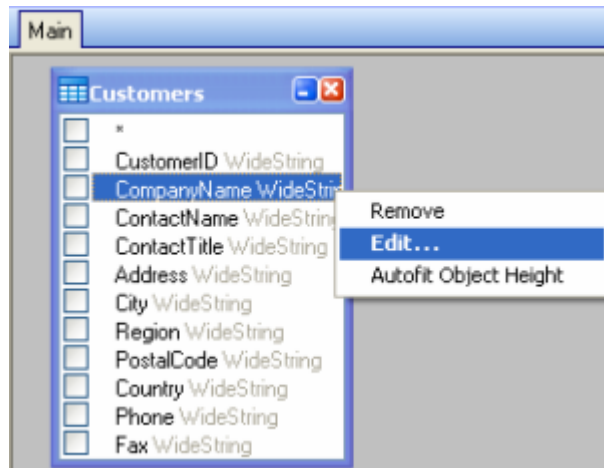 Main
Customers
*
CustomerID WideString
CompanyName WideStrin
ContactName WideString
ContactTitle WideString
Address WideString
City WideString
Region WideString
PostalCode WideString
Country WideString
Phone WideString
Fax WideString
Remove
Edit...
Autofit Object Height